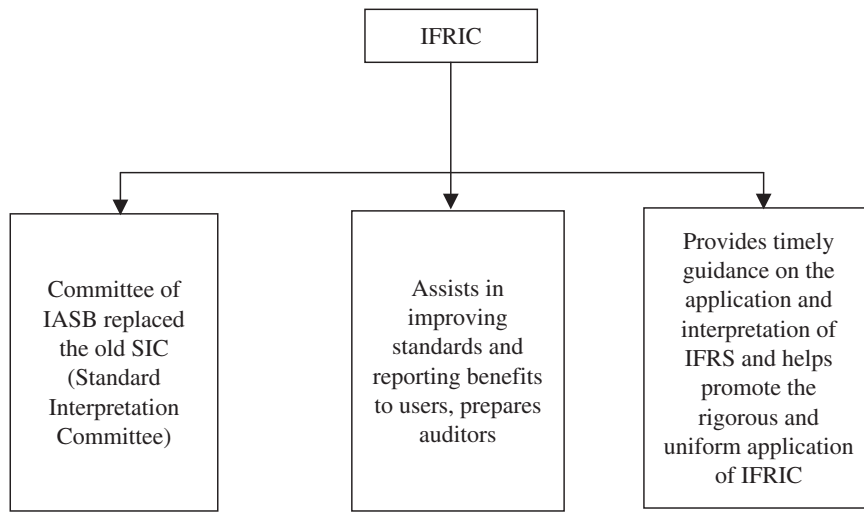 IFRIC
Committee of
IASB replaced
the old SIC
(Standard
Interpretation
Committee)
Assists in
improving
standards and
reporting benefits
to users, prepares
auditors
Provides timely
guidance on the
application and
interpretation of
IFRS and helps
promote the
rigorous and
uniform application
of IFRIC